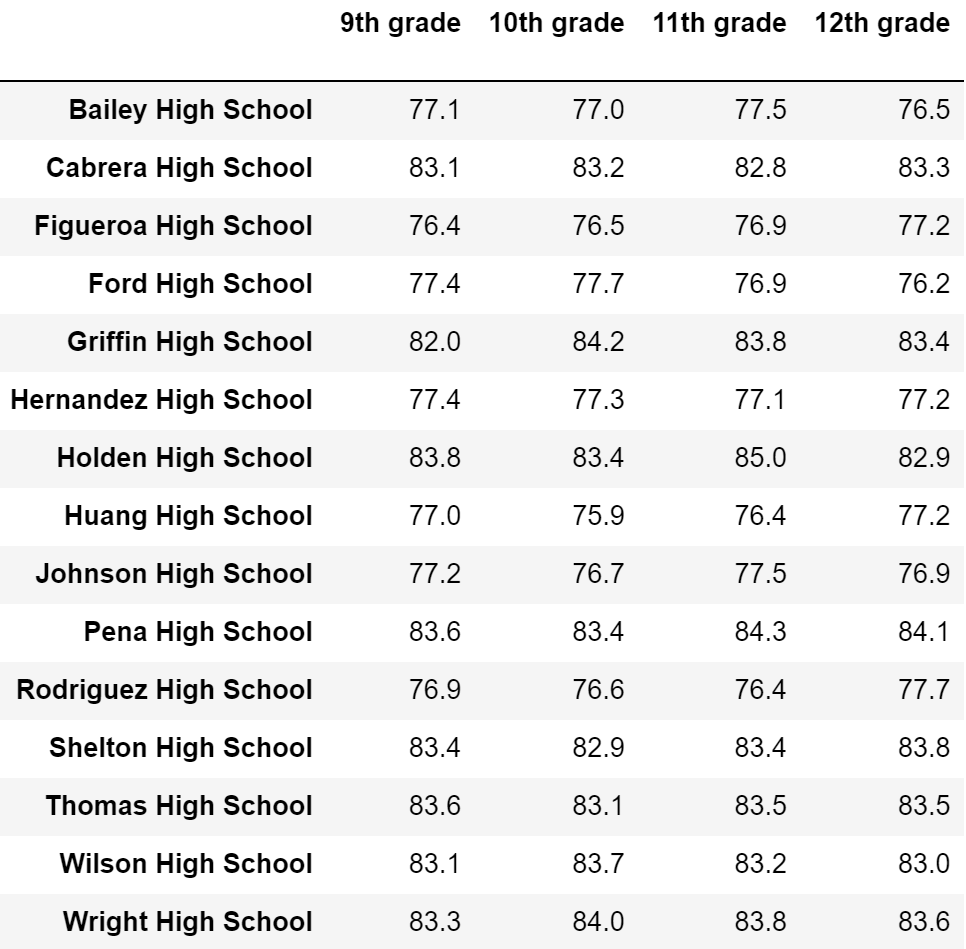 9th grade 10th grade 11th grade 12th grade
Bailey High School 77.1 77.0 77.5 76.5
Cabrera High School 83.1 83.2 82.8 83.3
Figueroa High School 76.4 76.5 76.9 77.2
Ford High School 77.4 77.7 76.9 76.2
Griffin High School 82.0 84.2 83.8 83.4
Hernandez High School 77.4 77.3 77.1 77.2
Holden High School 83.8 83.4 85.0 82.9
Huang High School 77.0 75.9 76.4 77.2
Johnson High School 77.2 76.7 77.5 76.9
Pena High School 83.6 83.4 84.3 84.1
Rodriguez High School 76.9 76.6 76.4 77.7
Shelton High School 83.4 82.9 83.4 83.8
Thomas High School 83.6 83.1 83.5 83.5
Wilson High School 83.1 83.7 83.2 83.0
Wright High School 83.3 84.0 83.8 83.6